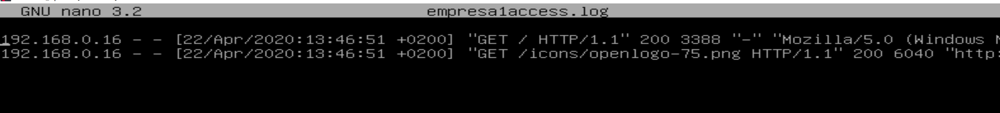 GNU nano 3.2 empresa1access.log
192.168.0.16 - - [22/Apr/2020:13:46:51 +0200] "GET / HTTP/1.1" 200 3388 "-" "Mozilla/5.0 (Windows N
192.168.0.16 - - [22/Apr/2020:13:46:51 +0200] "GET /icons/openlogo-75.png HTTP/1.1" 200 6040 "http: